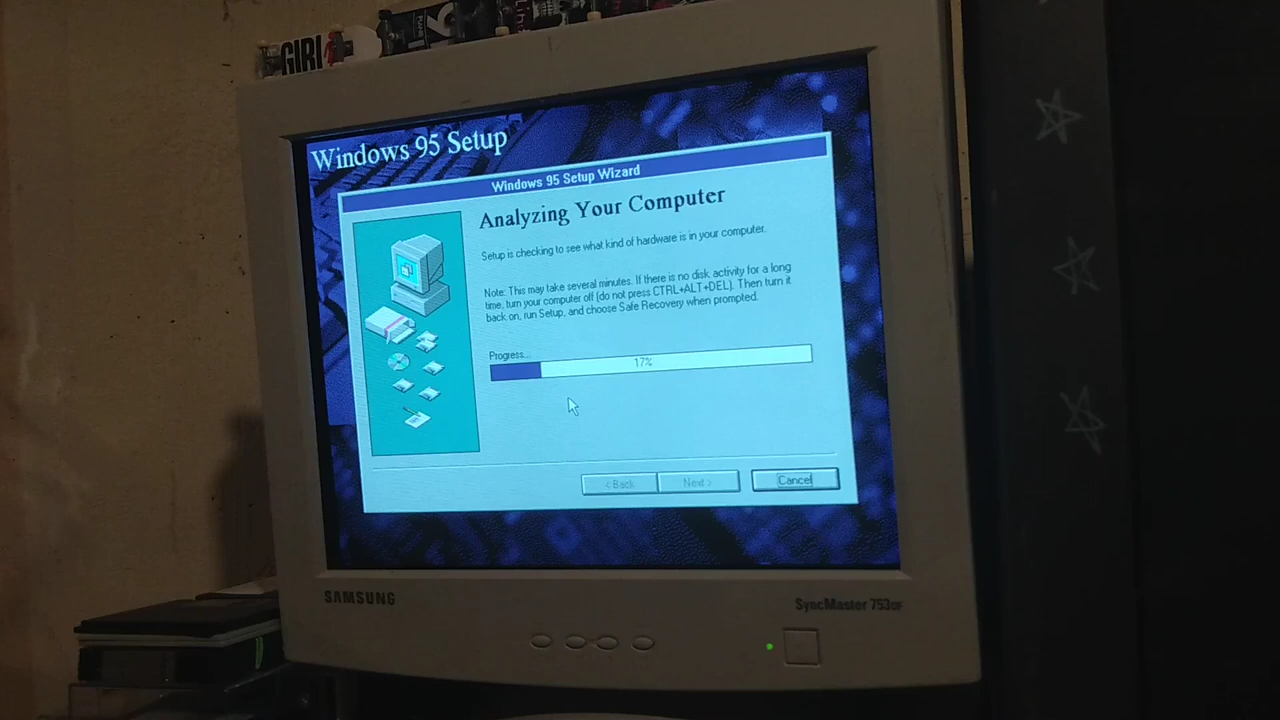 GIRL
Windows 95 Setup
Windows 95 Setup Wizard
Analyzing Your Computer
Setup is checking to see what kind of hardware is in your computer.
Note: This may take several minutes. If there is no disk activity for a long
time, turn your computer off (do not press CTRL+ALT+DEL). Then turn it
back on, run Setup, and choose Safe Recovery when prompted.
Progress...
17%
< Back
Next >
Cancel
SAMSUNG
SyncMaster 753DF